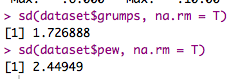 > sd(dataset$grumps, na.rm = T)
[1] 1.726888
> sd(dataset$pew, na.rm = T)
[1] 2.44949